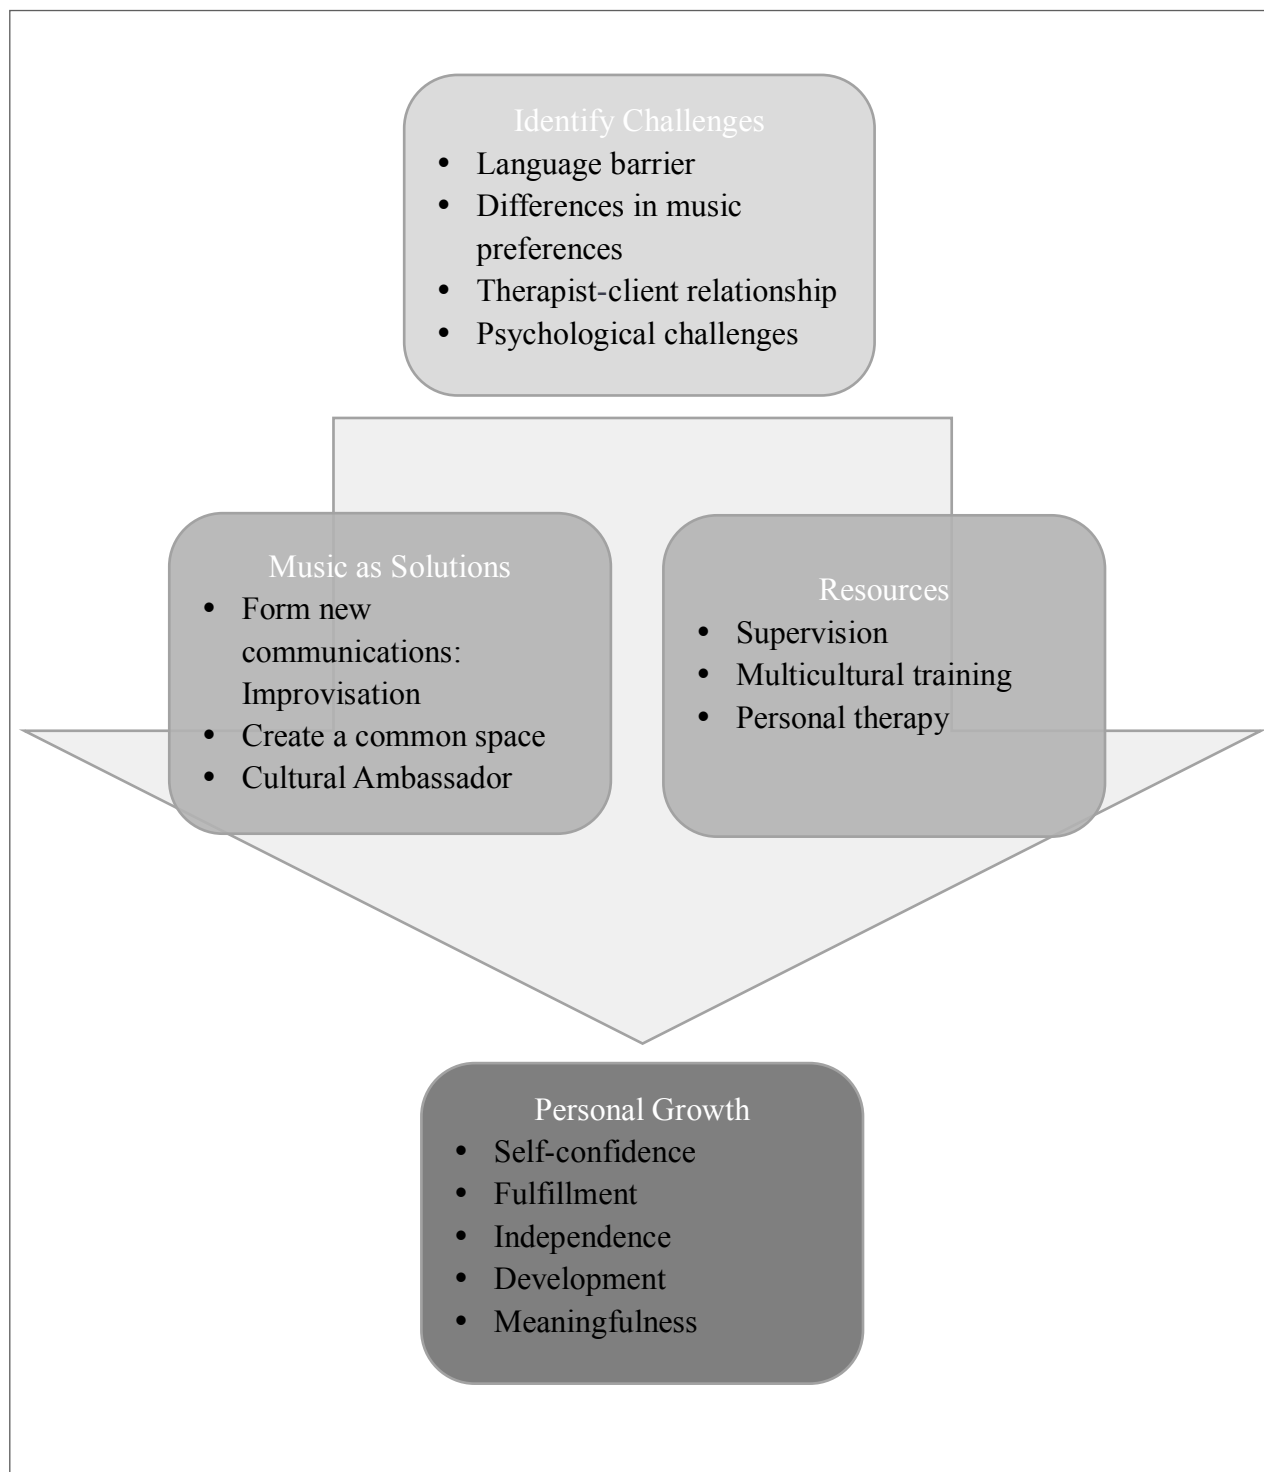 Identify Challenges
• Language barrier
• Differences in music
preferences
• Therapist-client relationship
• Psychological challenges
Music as Solutions
• Form new
communications:
Improvisation
• Create a common space
• Cultural Ambassador
Resources
• Supervision
• Multicultural training
• Personal therapy
Personal Growth
• Self-confidence
• Fulfillment
• Independence
• Development
• Meaningfulness